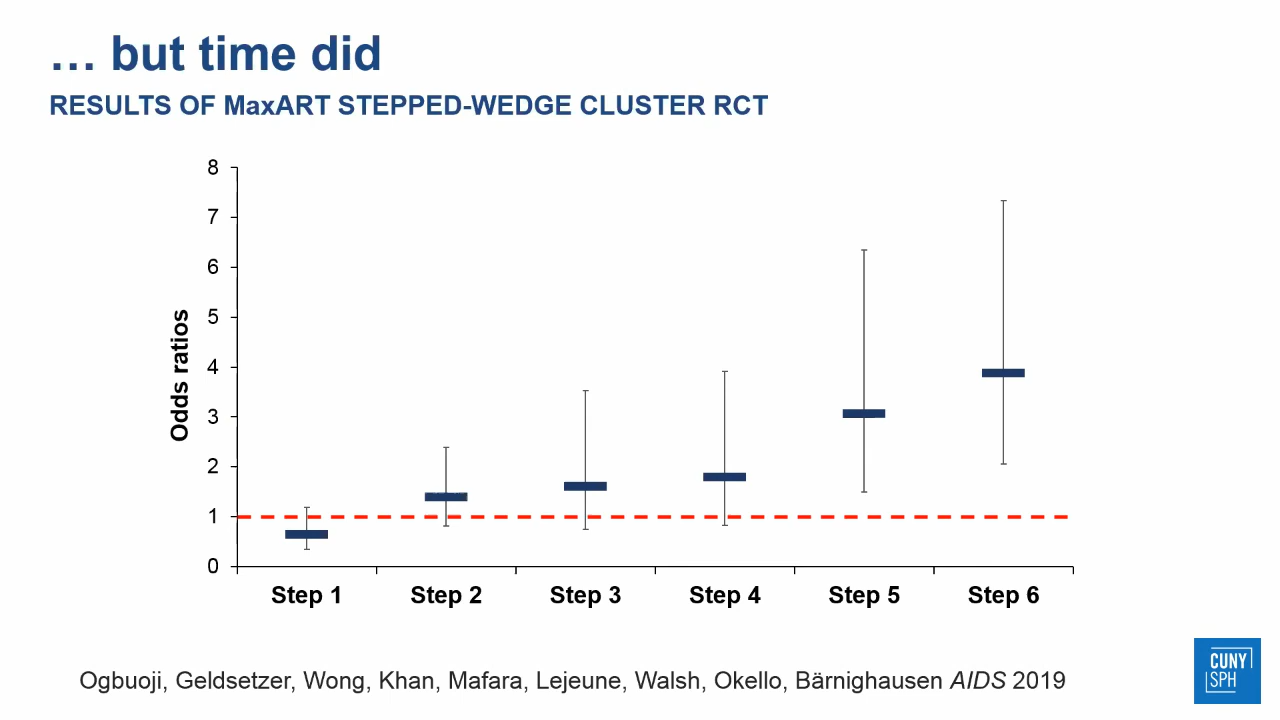 … but time did
RESULTS OF MaxART STEPPED-WEDGE CLUSTER RCT
8
7
6
5
4
3
2
1
0
Odds ratios
Step 1 Step 2 Step 3 Step 4 Step 5 Step 6
Ogbuoji, Geldsetzer, Wong, Khan, Mafara, Lejeune, Walsh, Okello, Bärnighausen AIDS 2019
CUNY
SPH